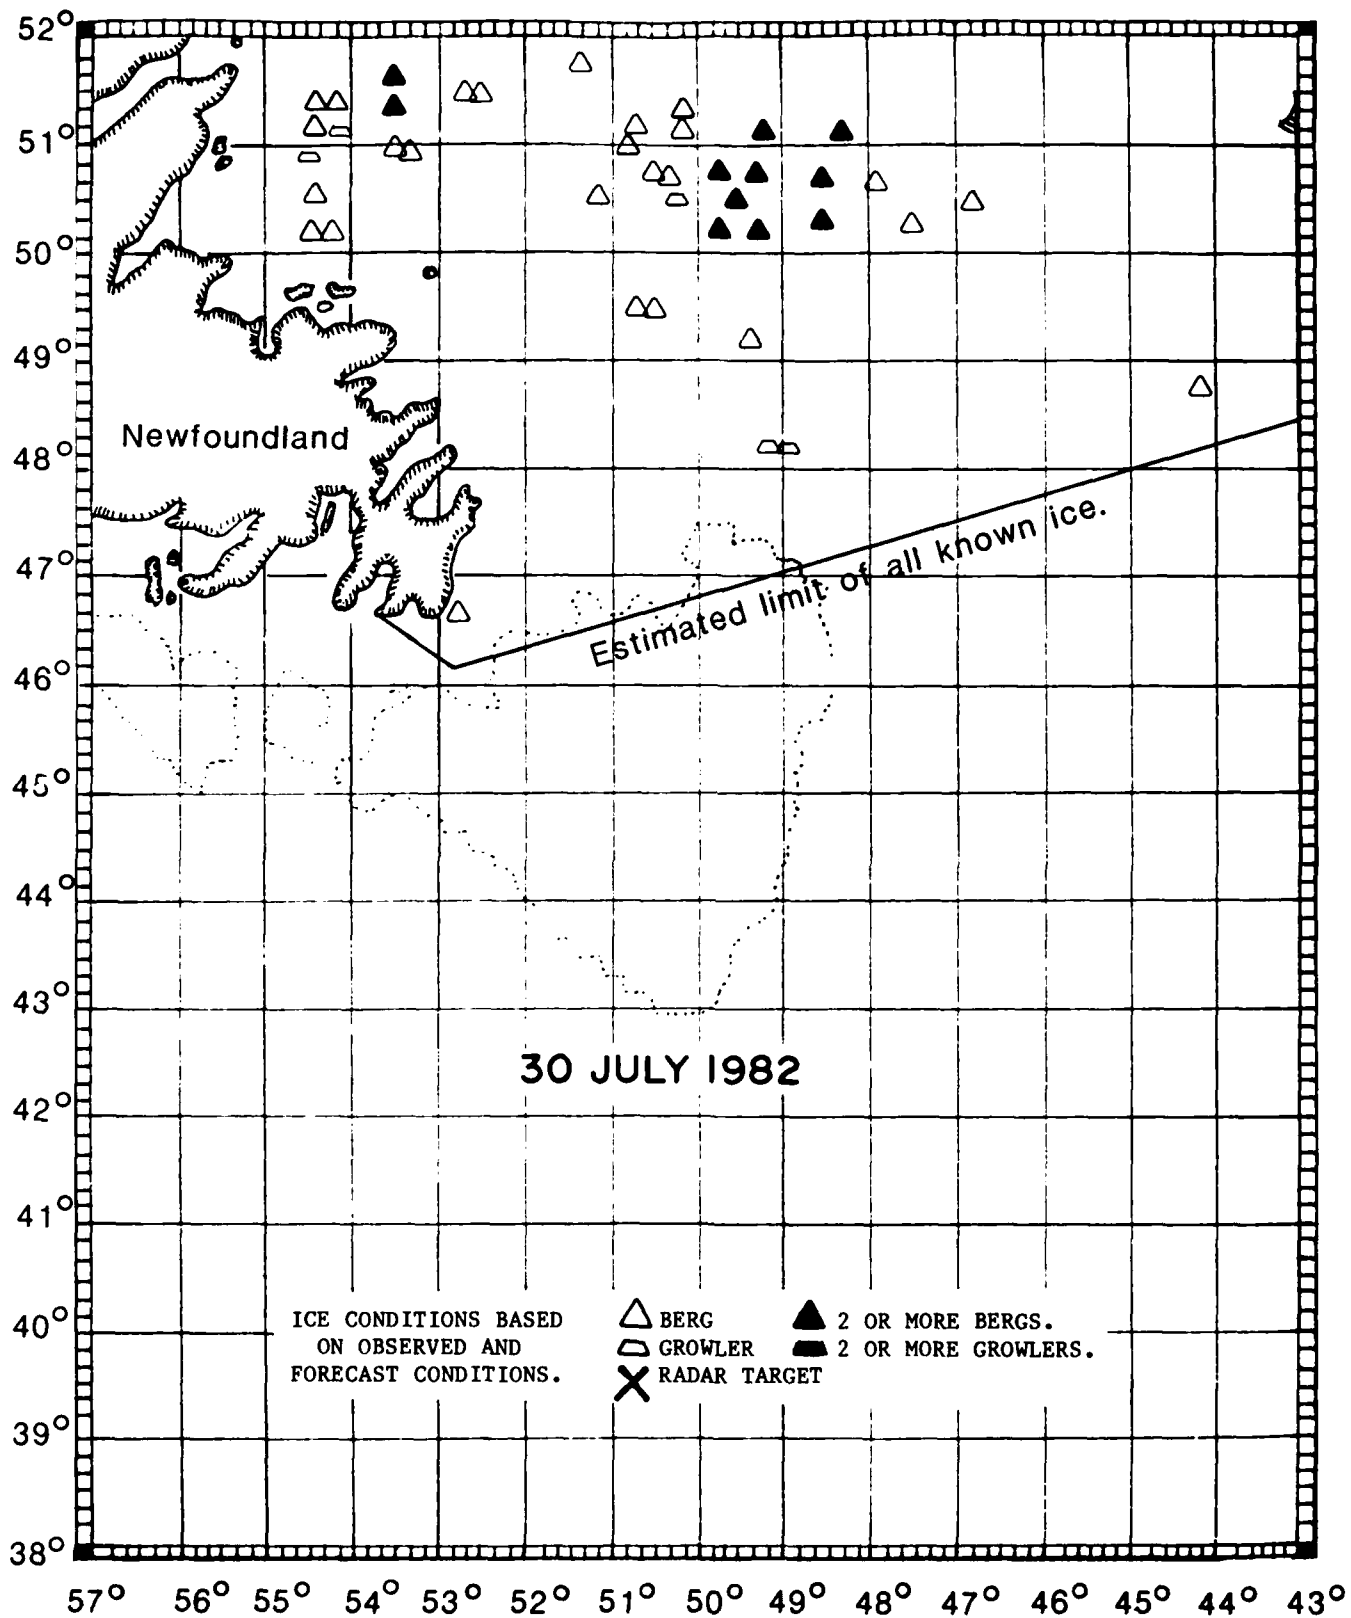 52°
51°
50°
49°
48°
47°
46°
45°
44°
43°
42°
41°
40°
39°
38°
Newfoundland
Estimated limit of all known ice.
30 JULY 1982
ICE CONDITIONS BASED
ON OBSERVED AND
FORECAST CONDITIONS.
BERG
GROWLER
RADAR TARGET
2 OR MORE BERGS.
2 OR MORE GROWLERS.
57° 56° 55° 54° 53° 52° 51° 50° 49° 48° 47° 46° 45° 44° 43°